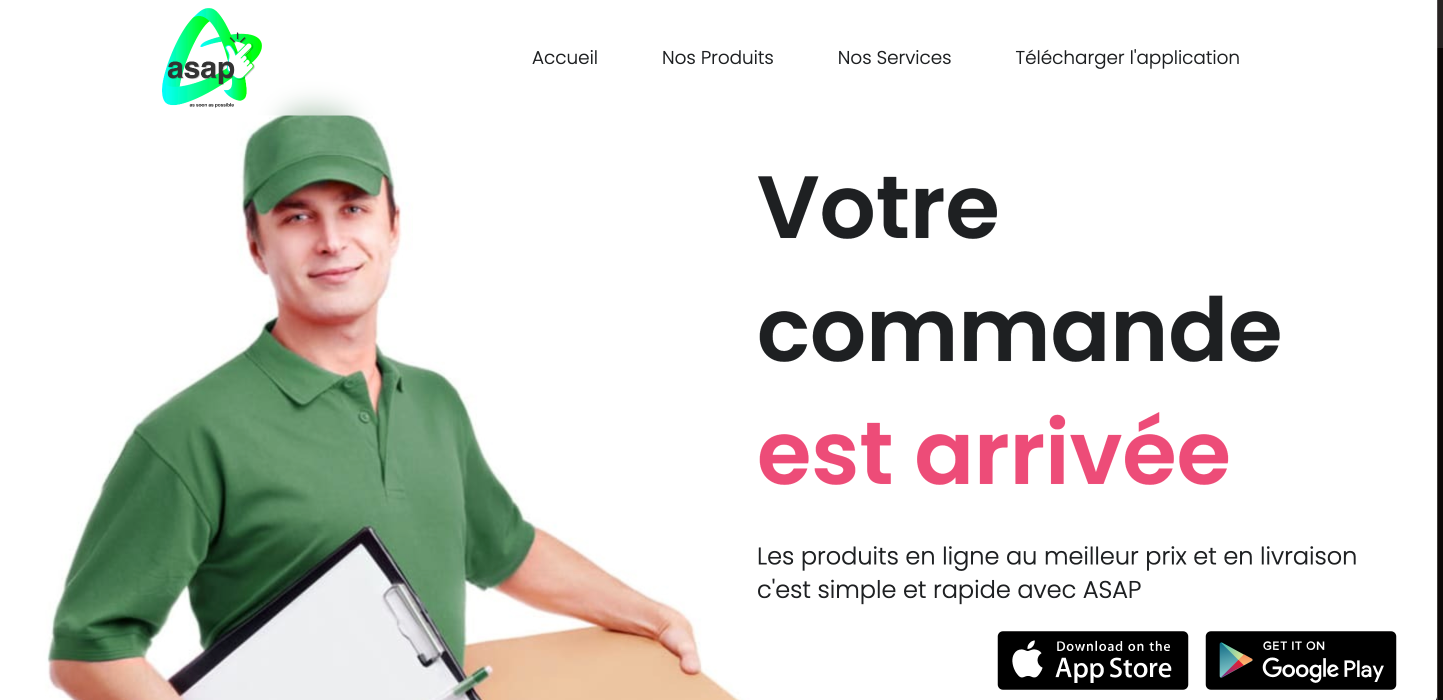 asap
as soon as possible
Accueil
Nos Produits
Nos Services
Télécharger l'application
Votre
commande
est arrivée
Les produits en ligne au meilleur prix et en livraison
c'est simple et rapide avec ASAP
Download on the
App Store
GET IT ON
Google Play